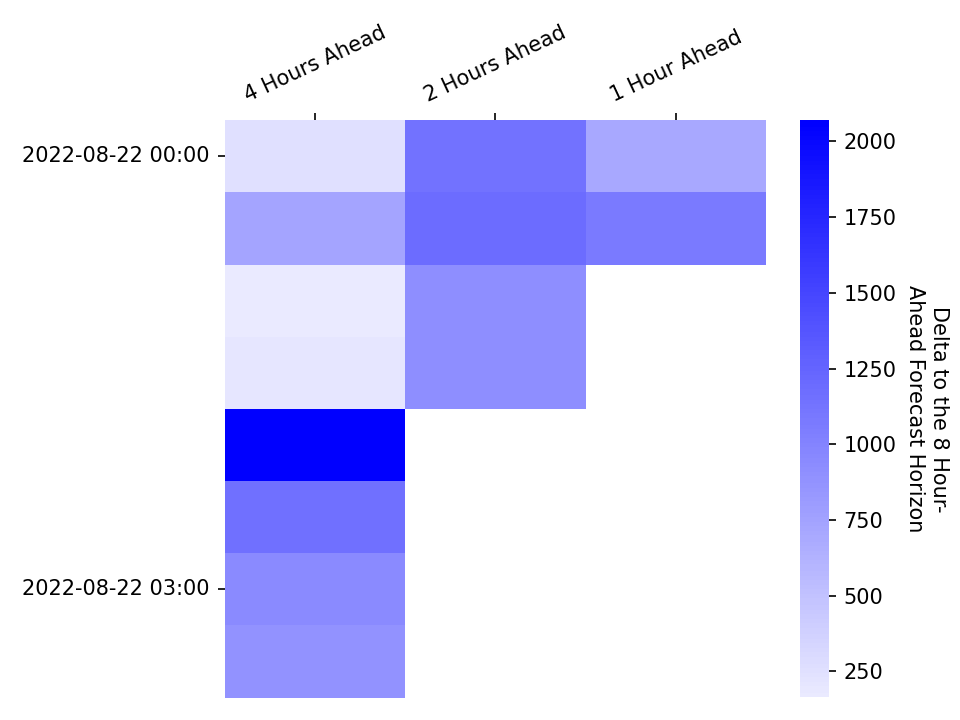 4 Hours Ahead
2 Hours Ahead
1 Hour Ahead
2022-08-22 00:00
2022-08-22 03:00
2000
1750
1500
1250
1000
750
500
250
Delta to the 8 Hour-
Ahead Forecast Horizon